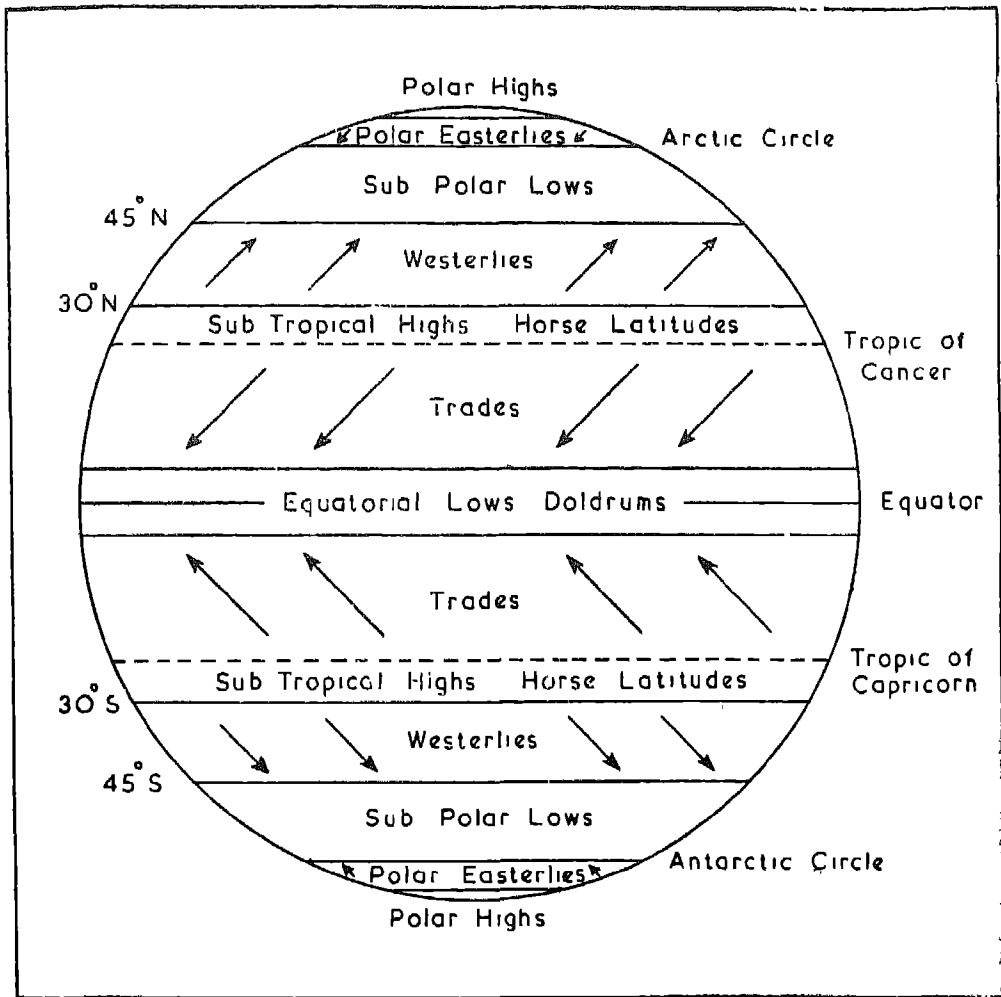 Polar Highs
Polar Easterlies
Arctic Circle
Sub Polar Lows
45°N
Westerlies
30°N
Sub Tropical Highs Horse Latitudes
Tropic of
Cancer
Trades
Equatorial Lows Doldrums
Equator
Trades
Tropic of
Capricorn
Sub Tropical Highs Horse Latitudes
30°S
Westerlies
45°S
Sub Polar Lows
Antarctic Circle
Polar Easterlies
Polar Highs